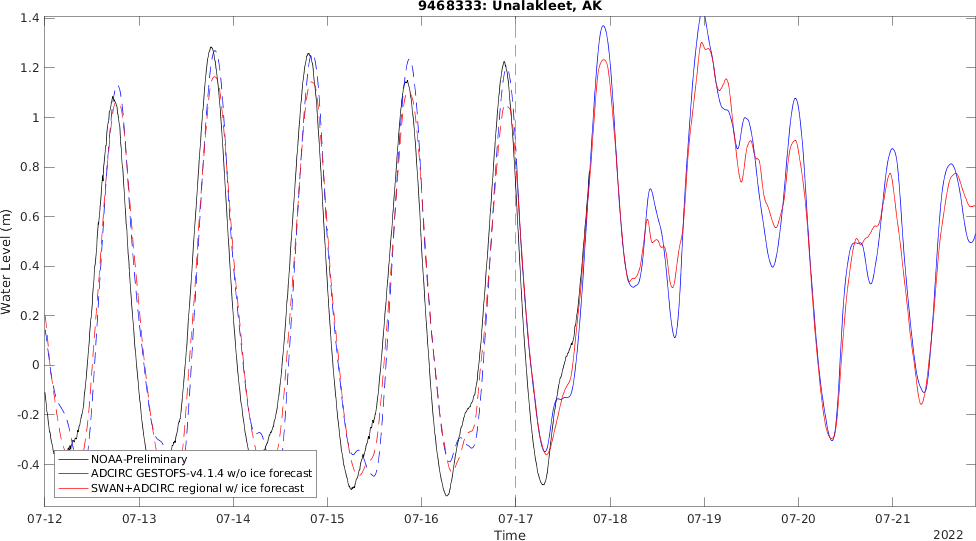 9468333: Unalakleet, AK
1.4
1.2
1
0.8
0.6
0.4
0.2
0
-0.2
-0.4
Water Level (m)
NOAA-Preliminary
ADCIRC GESTOFS-v4.1.4 w/o ice forecast
SWAN+ADCIRC regional w/ ice forecast
07-12 07-13 07-14 07-15 07-16 07-17 07-18 07-19 07-20 07-21
Time
2022